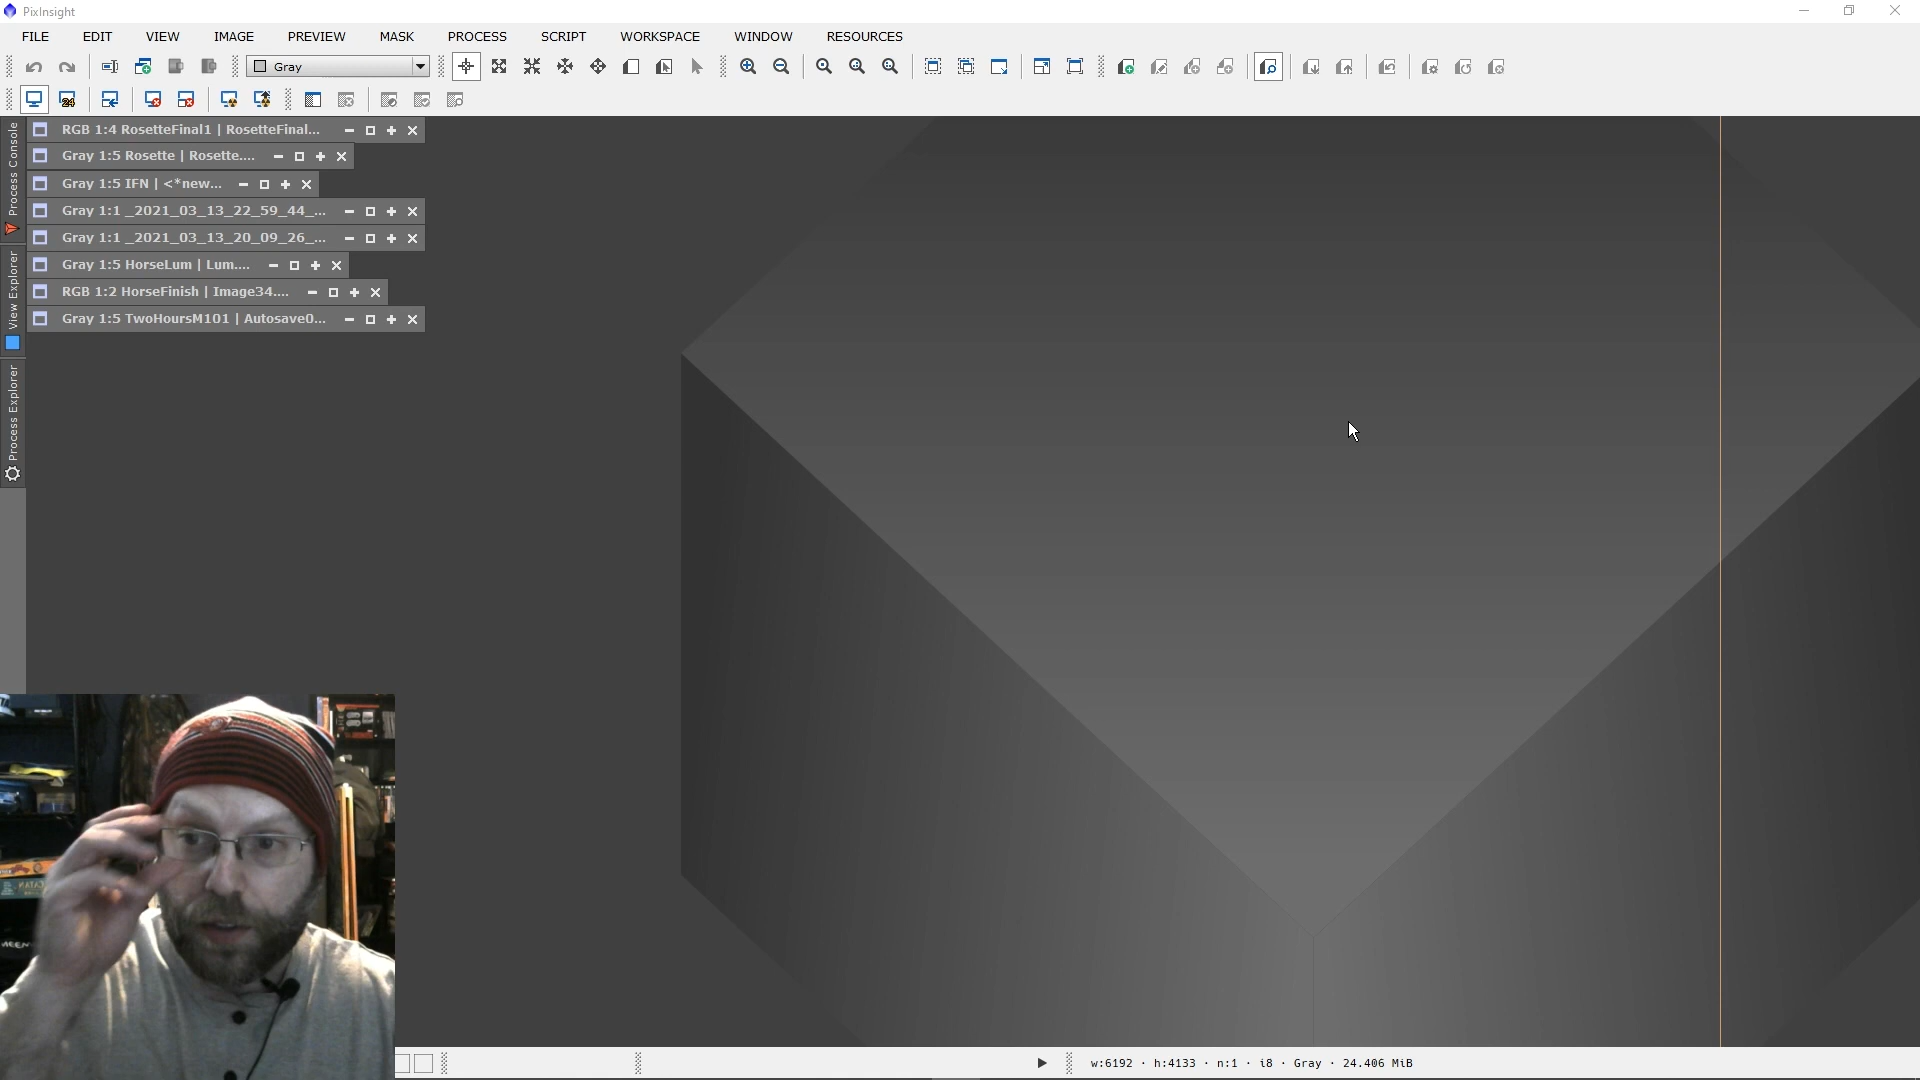 PixInsight
FILE EDIT VIEW IMAGE PREVIEW MASK PROCESS SCRIPT WORKSPACE WINDOW RESOURCES
Gray
24
Process Console
View Explorer
Process Explorer
RGB 1:4 RosetteFinal1 | RosetteFinal...
Gray 1:5 Rosette | Rosette....
Gray 1:5 IFN | <*new...
Gray 1:1 _2021_03_13_22_59_44_...
Gray 1:1 _2021_03_13_20_09_26_...
Gray 1:5 HorseLum | Lum....
RGB 1:2 HorseFinish | Image34....
Gray 1:5 TwoHoursM101 | Autosave0...
CATAN
w:6192 · h:4133 · n:1 · i8 · Gray · 24.406 MiB